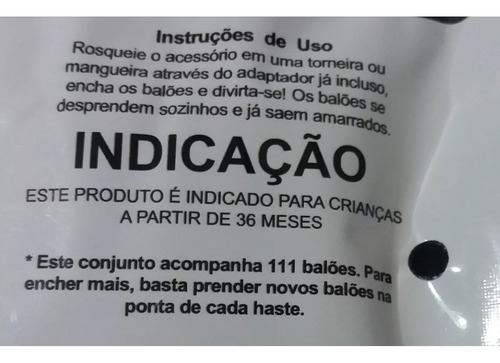 Instruções de Uso
Rosqueie o acessório em uma torneira ou
mangueira através do adaptador já incluso,
encha os balões e divirta-se! Os balões se
desprendem sozinhos e já saem amarrados.
INDICAÇÃO
ESTE PRODUTO É INDICADO PARA CRIANÇAS
A PARTIR DE 36 MESES
* Este conjunto acompanha 111 balões. Para
encher mais, basta prender novos balões na
ponta de cada haste.